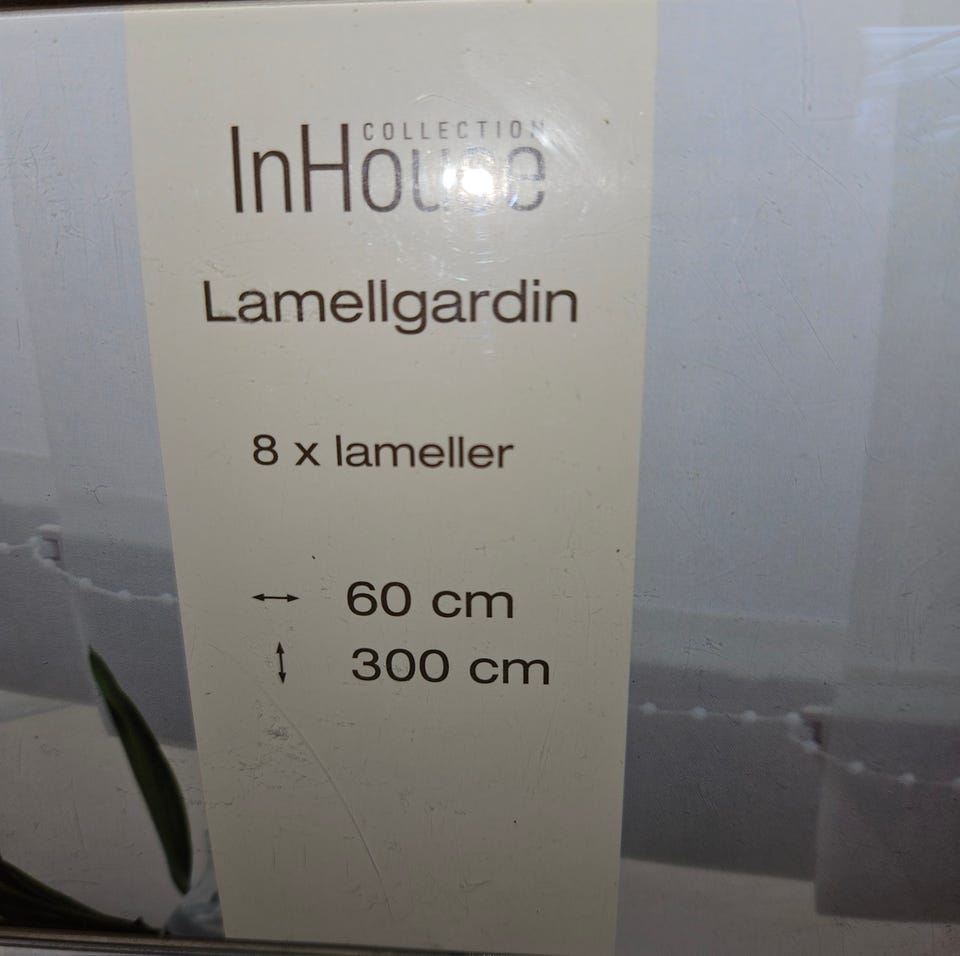 COLLECTION
InHouse
Lamellgardin
8 x lameller
↔ 60 cm
↕ 300 cm